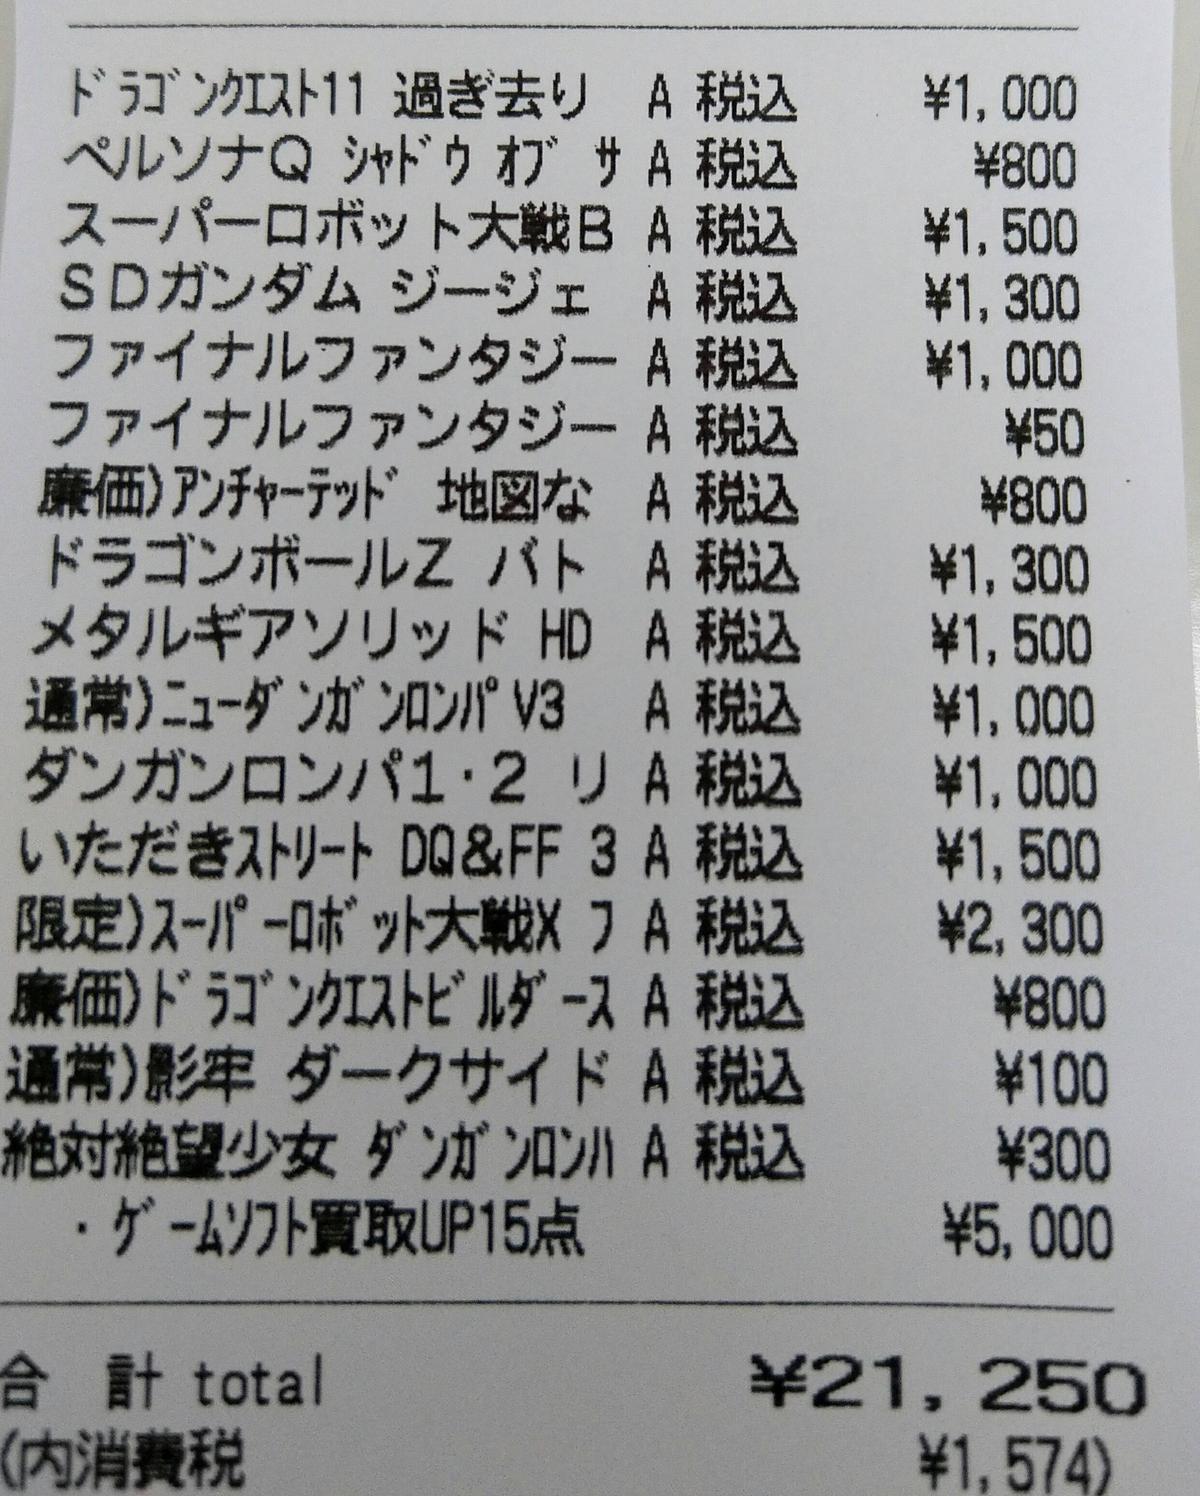 ﾄﾞﾗｺﾞﾝｸｴｽﾄ11 過ぎ去り A 税込 ¥1,000
ペルソナQ ｼｬﾄﾞｳ ｵﾌﾞ ｻ A 税込 ¥800
スーパーロボット大戦B A 税込 ¥1,500
SDガンダム ジージェ A 税込 ¥1,300
ファイナルファンタジー A 税込 ¥1,000
ファイナルファンタジー A 税込 ¥50
廉価)ｱﾝﾁｬｰﾃｯﾄﾞ 地図な A 税込 ¥800
ドラゴンボールZ バト A 税込 ¥1,300
メタルギアソリッド HD A 税込 ¥1,500
通常)ﾆｭｰﾀﾞﾝｶﾞﾝﾛﾝﾊﾟV3 A 税込 ¥1,000
ダンガンロンパ1・2 リ A 税込 ¥1,000
いただきｽﾄﾘｰﾄ DQ&FF 3 A 税込 ¥1,500
限定)ｽｰﾊﾟｰﾛﾎﾞｯﾄ大戦X ﾌ A 税込 ¥2,300
廉価)ﾄﾞﾗｺﾞﾝｸｴｽﾄﾋﾞﾙﾀﾞｰｽ A 税込 ¥800
通常)影牢 ダークサイド A 税込 ¥100
絶対絶望少女 ﾀﾞﾝｶﾞﾝﾛﾝﾊ A 税込 ¥300
・ｹﾞｰﾑｿﾌﾄ買取UP15点 ¥5,000
合 計 total ¥21,250
(内消費税 ¥1,574)